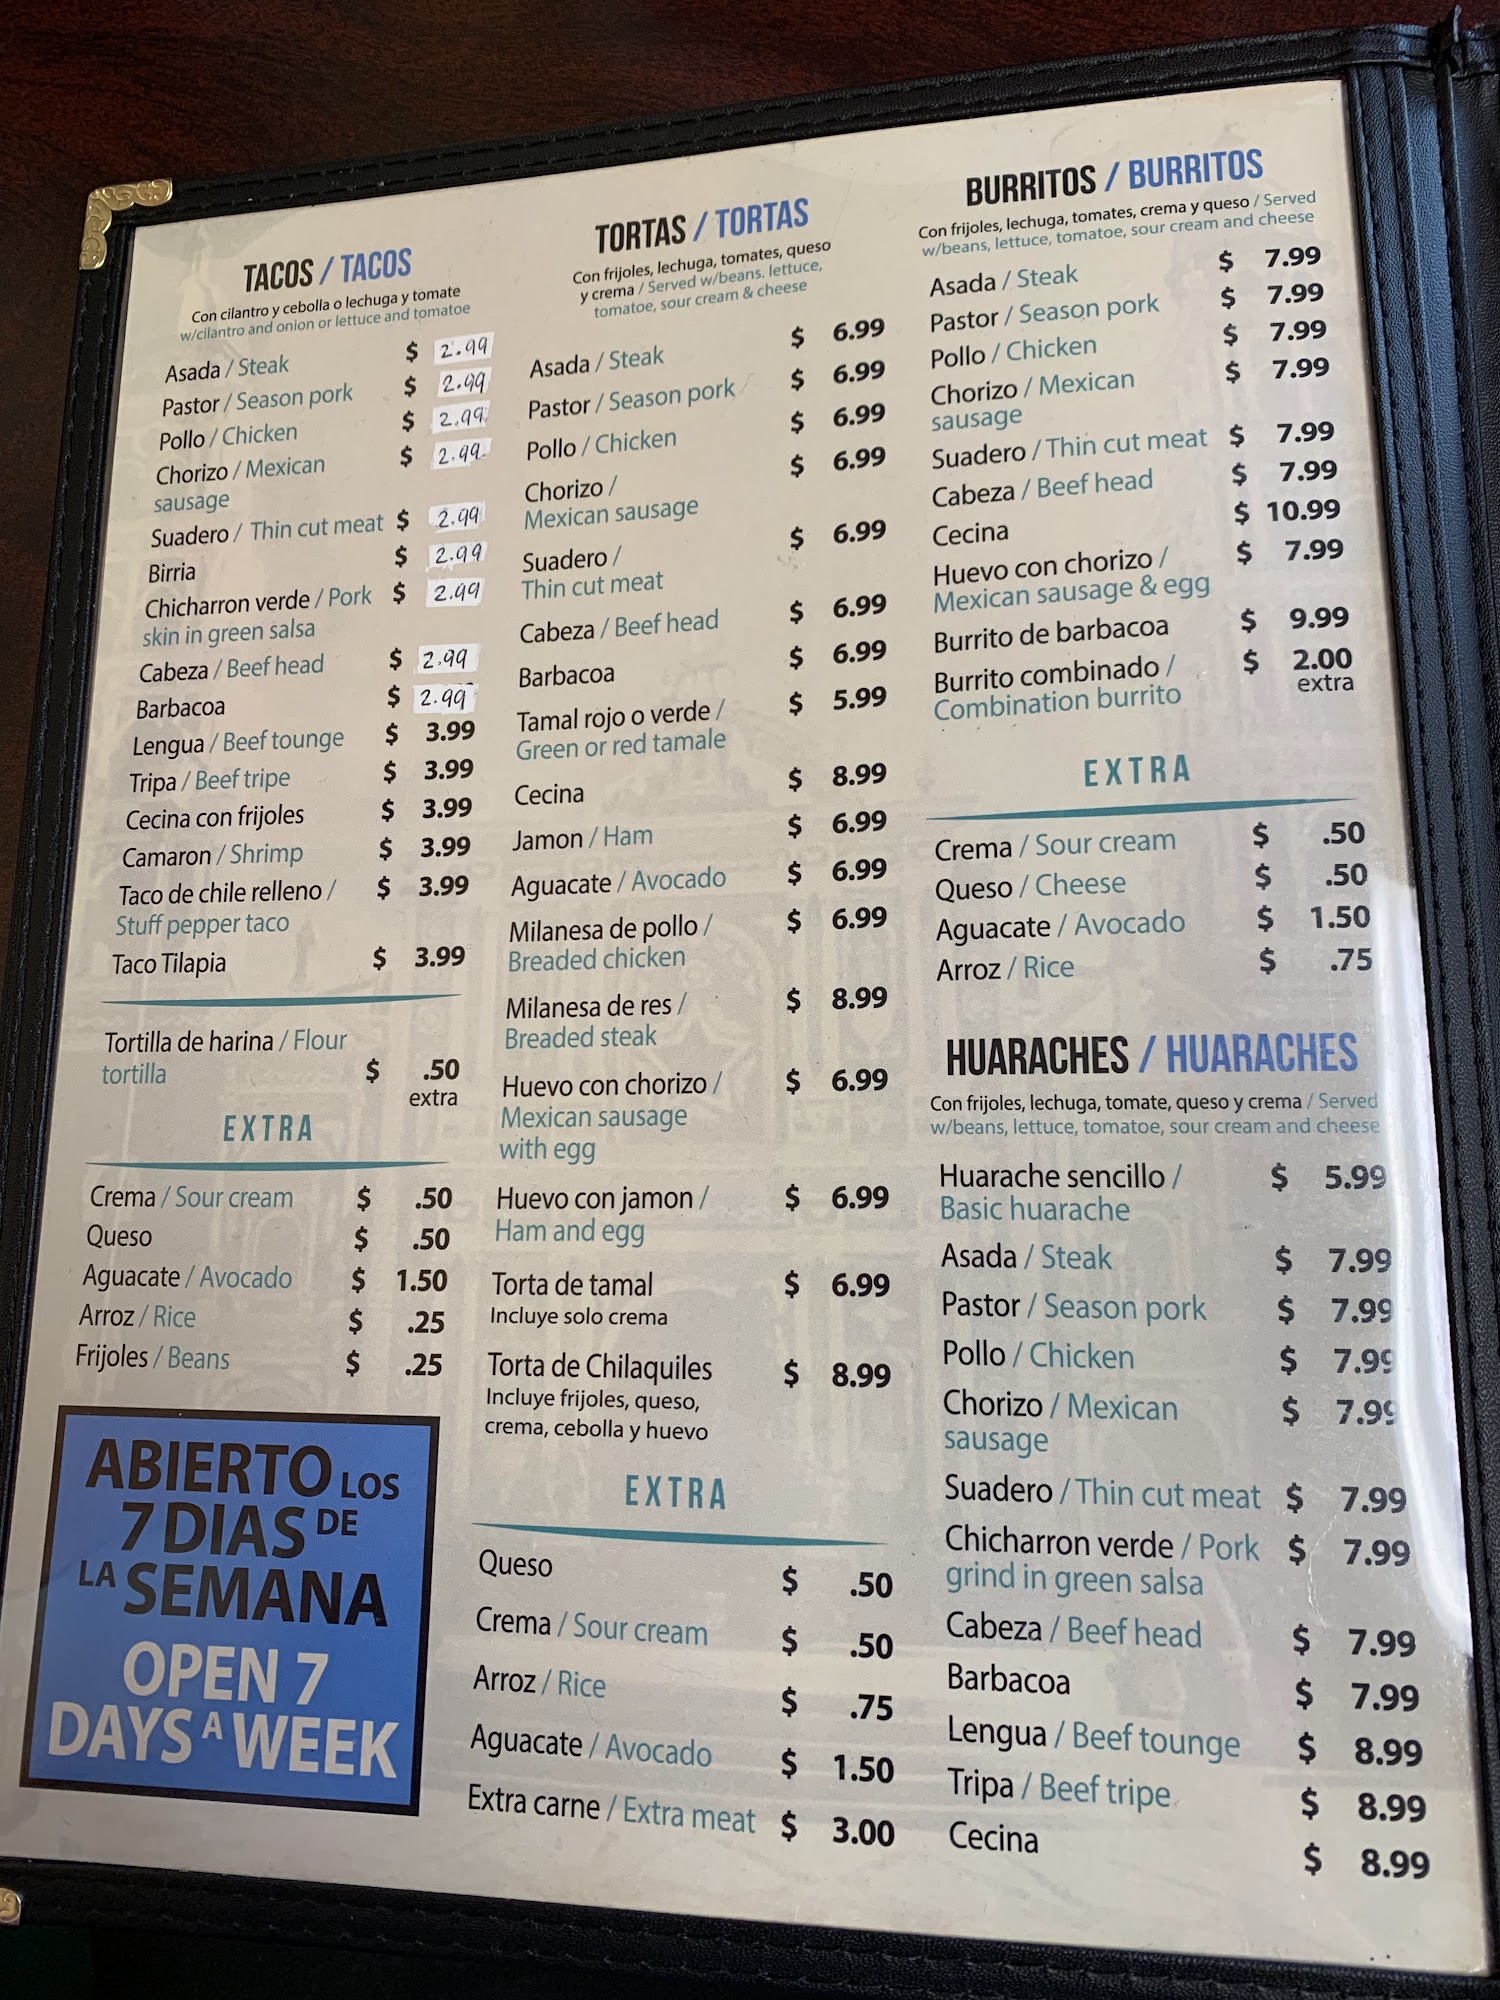 TACOS / TACOS
Con cilantro y cebolla o lechuga y tomate
w/cilantro and onion or lettuce and tomatoe
Asada / Steak $ 2.99
Pastor / Season pork $ 2.99
Pollo / Chicken $ 2.99
Chorizo / Mexican $ 2.99
sausage
Suadero / Thin cut meat $ 2.99
Birria $ 2.99
Chicharron verde / Pork $ 2.99
skin in green salsa
Cabeza / Beef head $ 2.99
Barbacoa $ 2.99
Lengua / Beef tounge $ 3.99
Tripa / Beef tripe $ 3.99
Cecina con frijoles $ 3.99
Camaron / Shrimp $ 3.99
Taco de chile relleno / $ 3.99
Stuff pepper taco
Taco Tilapia $ 3.99
Tortilla de harina / Flour
tortilla $ .50
extra
EXTRA
Crema / Sour cream $ .50
Queso $ .50
Aguacate / Avocado $ 1.50
Arroz / Rice $ .25
Frijoles / Beans $ .25
ABIERTO LOS
7 DIAS DE
LA SEMANA
OPEN 7
DAYS A WEEK
TORTAS / TORTAS
Con frijoles, lechuga, tomates, queso
y crema / Served w/beans. lettuce,
tomatoe, sour cream & cheese
Asada / Steak $ 6.99
Pastor / Season pork $ 6.99
Pollo / Chicken $ 6.99
Chorizo / $ 6.99
Mexican sausage
Suadero / $ 6.99
Thin cut meat
Cabeza / Beef head $ 6.99
Barbacoa $ 6.99
Tamal rojo o verde / $ 5.99
Green or red tamale
Cecina $ 8.99
Jamon / Ham $ 6.99
Aguacate / Avocado $ 6.99
Milanesa de pollo / $ 6.99
Breaded chicken
Milanesa de res / $ 8.99
Breaded steak
Huevo con chorizo / $ 6.99
Mexican sausage
with egg
Huevo con jamon / $ 6.99
Ham and egg
Torta de tamal $ 6.99
Incluye solo crema
Torta de Chilaquiles $ 8.99
Incluye frijoles, queso,
crema, cebolla y huevo
EXTRA
Queso $ .50
Crema / Sour cream $ .50
Arroz / Rice $ .75
Aguacate / Avocado $ 1.50
Extra carne / Extra meat $ 3.00
BURRITOS / BURRITOS
Con frijoles, lechuga, tomates, crema y queso / Served
w/beans, lettuce, tomatoe, sour cream and cheese
Asada / Steak $ 7.99
Pastor / Season pork $ 7.99
Pollo / Chicken $ 7.99
Chorizo / Mexican $ 7.99
sausage
Suadero / Thin cut meat $ 7.99
Cabeza / Beef head $ 7.99
Cecina $ 10.99
Huevo con chorizo / $ 7.99
Mexican sausage & egg
Burrito de barbacoa $ 9.99
Burrito combinado / $ 2.00
Combination burrito extra
EXTRA
Crema / Sour cream $ .50
Queso / Cheese $ .50
Aguacate / Avocado $ 1.50
Arroz / Rice $ .75
HUARACHES / HUARACHES
Con frijoles, lechuga, tomate, queso y crema / Served
w/beans, lettuce, tomatoe, sour cream and cheese
Huarache sencillo / $ 5.99
Basic huarache
Asada / Steak $ 7.99
Pastor / Season pork $ 7.99
Pollo / Chicken $ 7.99
Chorizo / Mexican $ 7.99
sausage
Suadero / Thin cut meat $ 7.99
Chicharron verde / Pork $ 7.99
grind in green salsa
Cabeza / Beef head $ 7.99
Barbacoa $ 7.99
Lengua / Beef tounge $ 8.99
Tripa / Beef tripe $ 8.99
Cecina $ 8.99